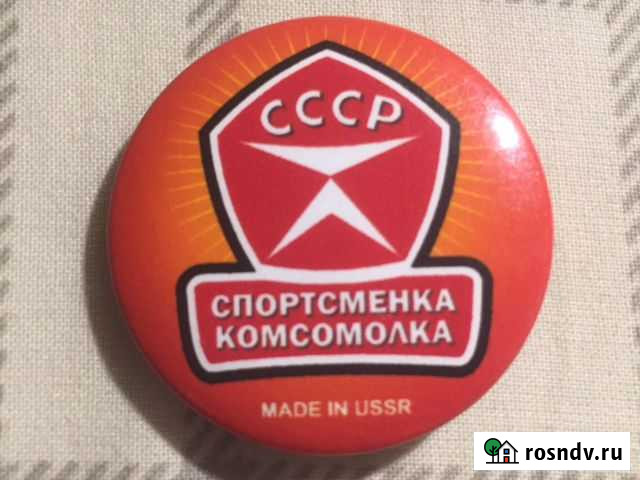 СССР
СПОРТСМЕНКА
КОМСОМОЛКА
MADE IN USSR
rosndv.ru